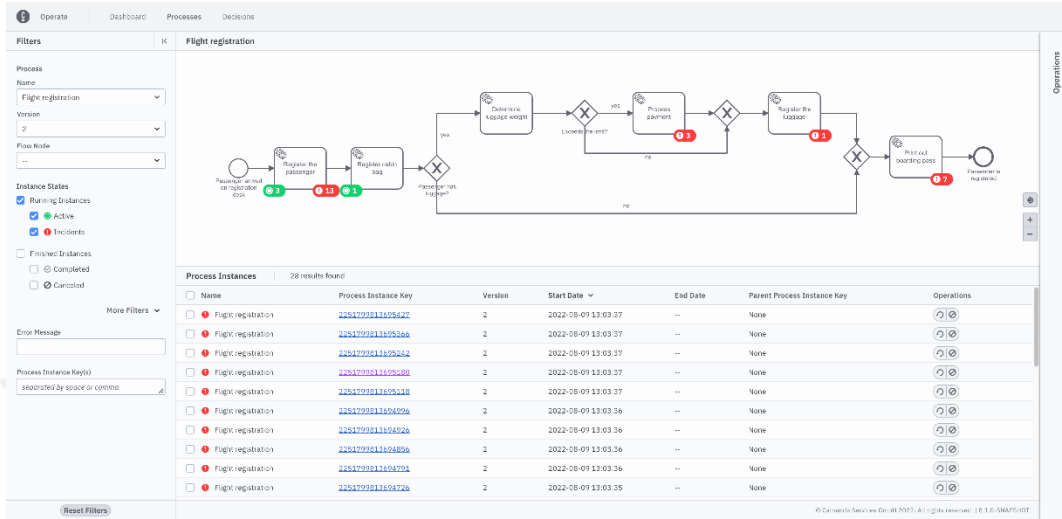 Operate Dashboard Processes Decisions
Filters
Flight registration
Operations
Process
Name
Flight registration
Version
2
Flow Node
--
Instance States
Running Instances
Active
Incidents
Finished Instances
Completed
Canceled
More Filters
Error Message
Process Instance Key(s)
separated by space or comma
Reset Filters
Passenger arrived
on registration
desk
Register the
passenger
3
13
Register cabin
bag
1
Passenger has
luggage?
yes
no
Determine
luggage weight
Exceeds the limit?
yes
no
Process
payment
3
Register the
luggage
1
Print out
boarding pass
7
Passenger is
registered
+
−
Process Instances 28 results found
Name Process Instance Key Version Start Date End Date Parent Process Instance Key Operations
Flight registration 2251799813695427 2 2022-08-09 13:03:37 -- None
Flight registration 2251799813695366 2 2022-08-09 13:03:37 -- None
Flight registration 2251799813695242 2 2022-08-09 13:03:37 -- None
Flight registration 2251799813695180 2 2022-08-09 13:03:37 -- None
Flight registration 2251799813695118 2 2022-08-09 13:03:37 -- None
Flight registration 2251799813694996 2 2022-08-09 13:03:36 -- None
Flight registration 2251799813694926 2 2022-08-09 13:03:36 -- None
Flight registration 2251799813694856 2 2022-08-09 13:03:36 -- None
Flight registration 2251799813694791 2 2022-08-09 13:03:36 -- None
Flight registration 2251799813694726 2 2022-08-09 13:03:35 -- None
© Camunda Services GmbH 2022. All rights reserved. | 8.1.0-SNAPSHOT